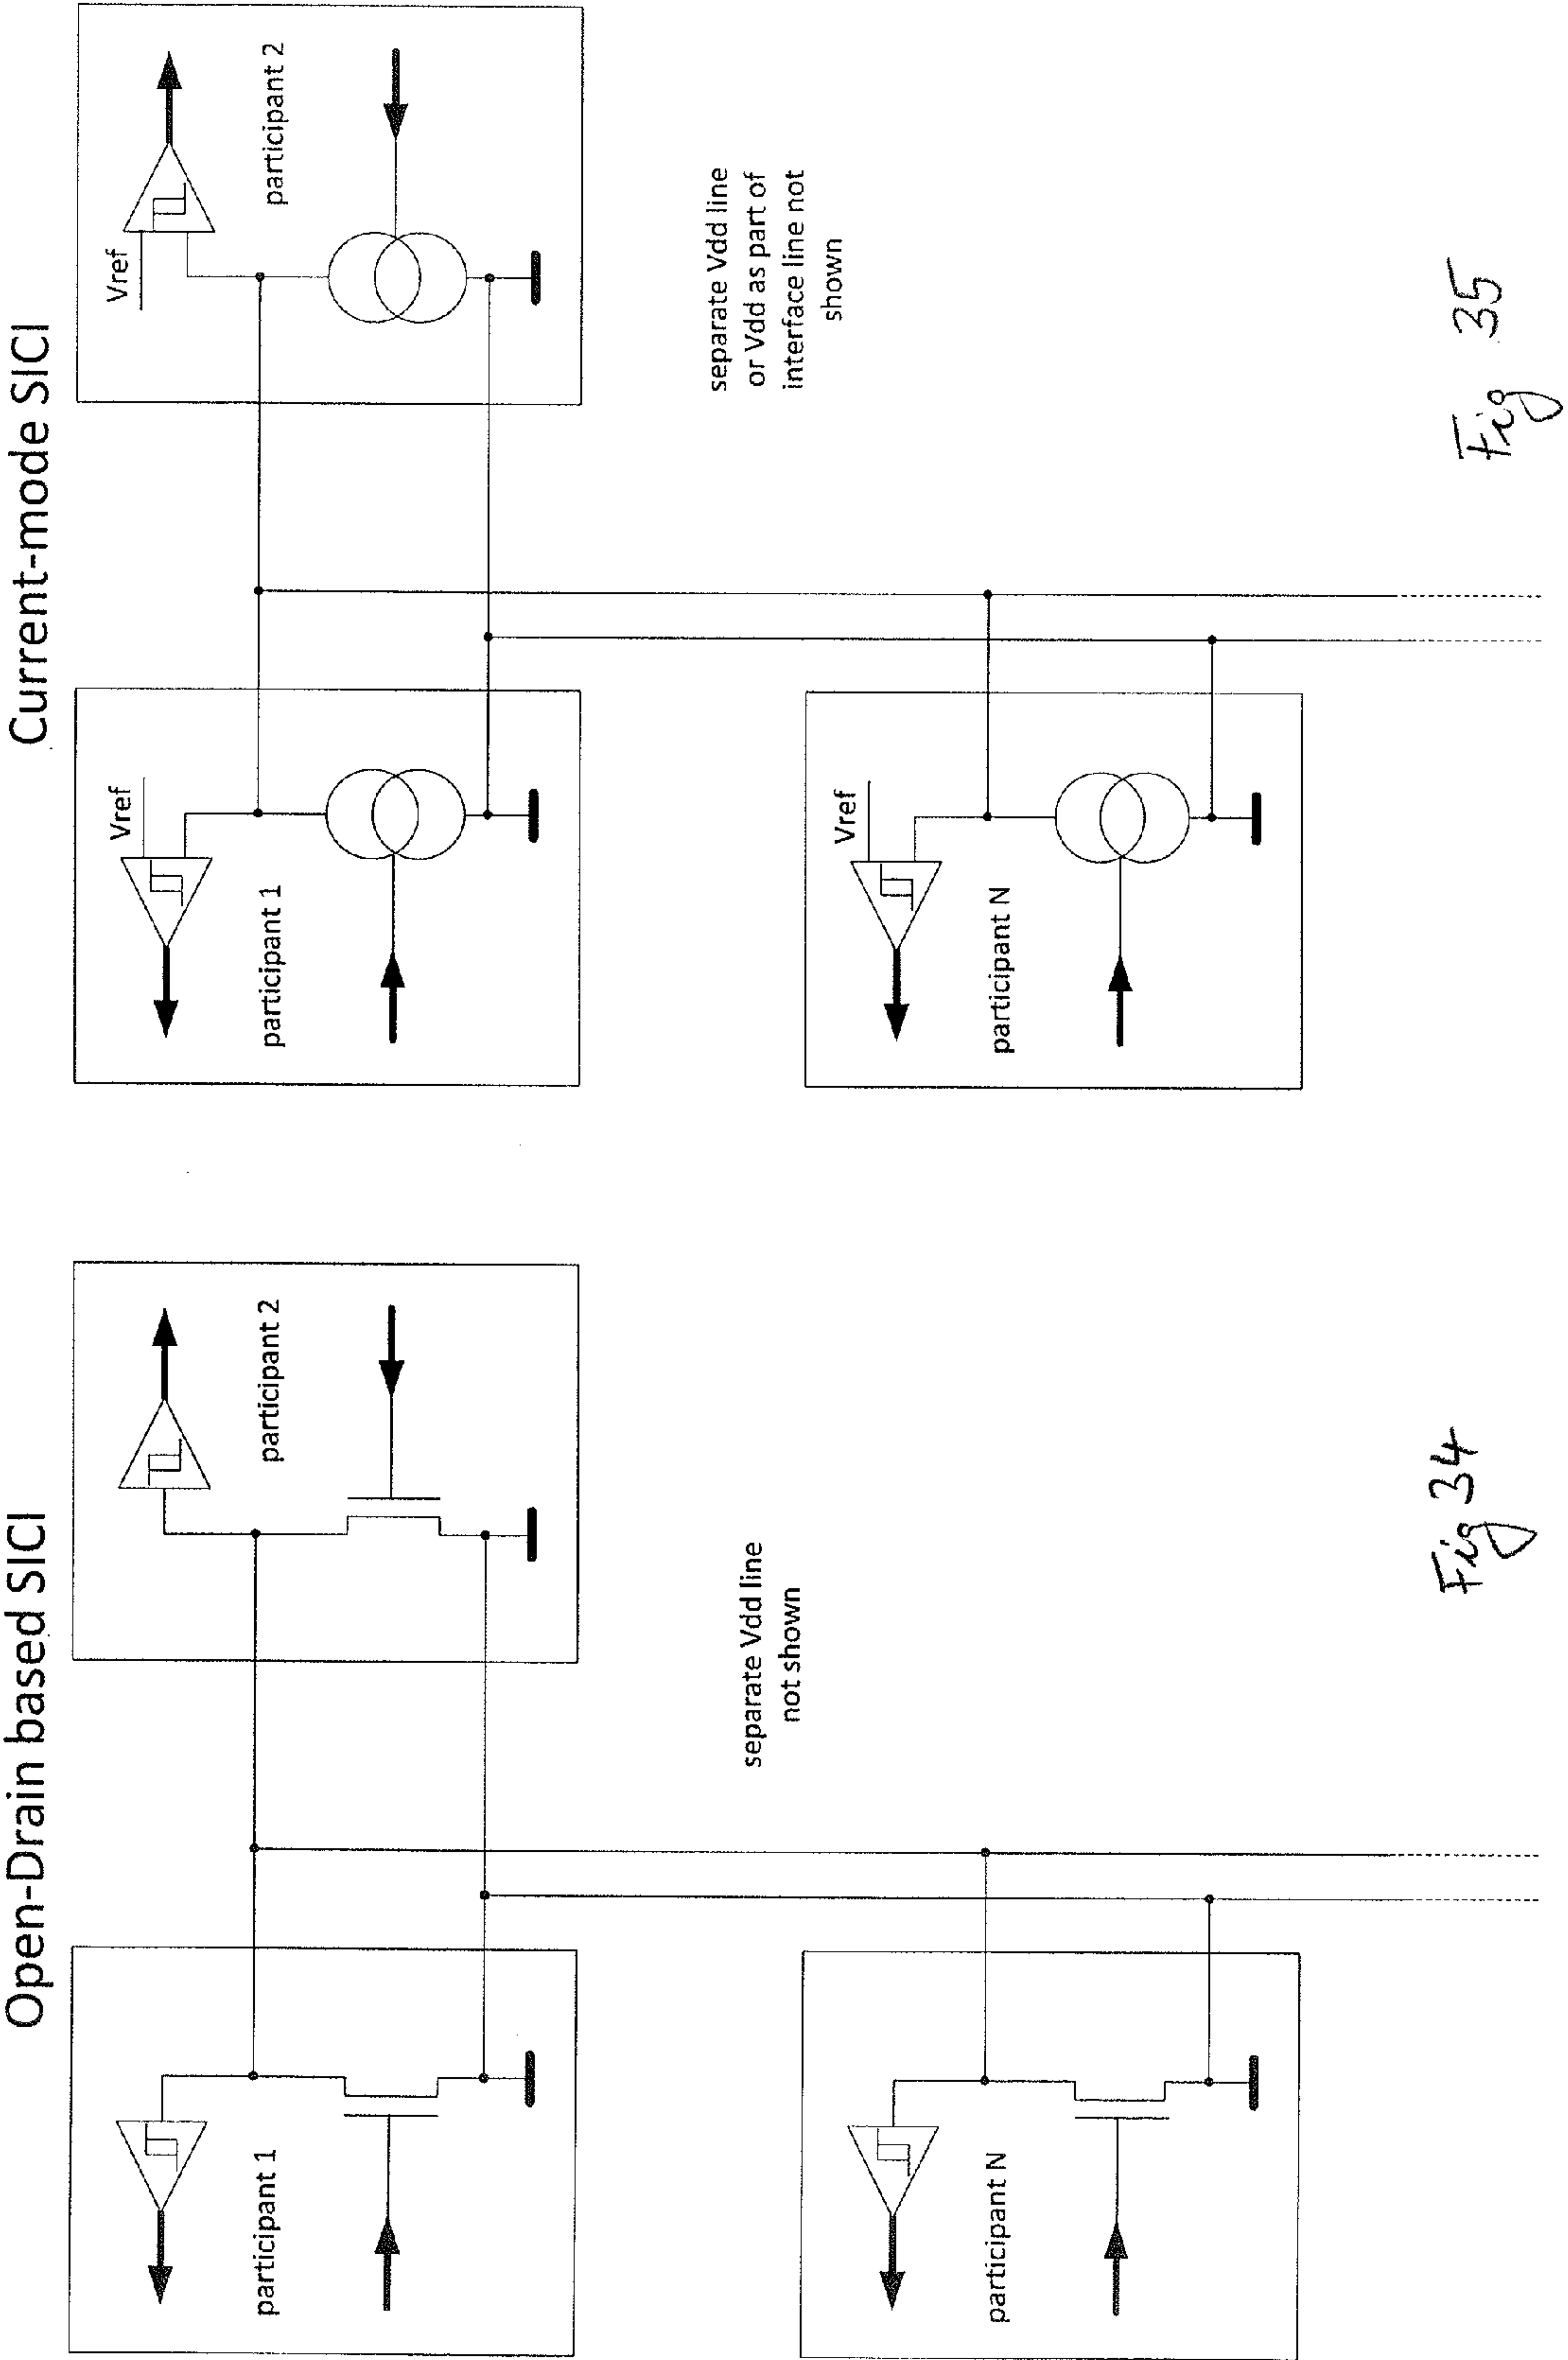 Open-Drain based SICI
participant 1
participant 2
participant N
separate Vdd line
not shown
Fig 34
Current-mode SICI
Vref
participant 1
Vref
participant 2
Vref
participant N
separate Vdd line
or Vdd as part of
interface line not
shown
Fig 35